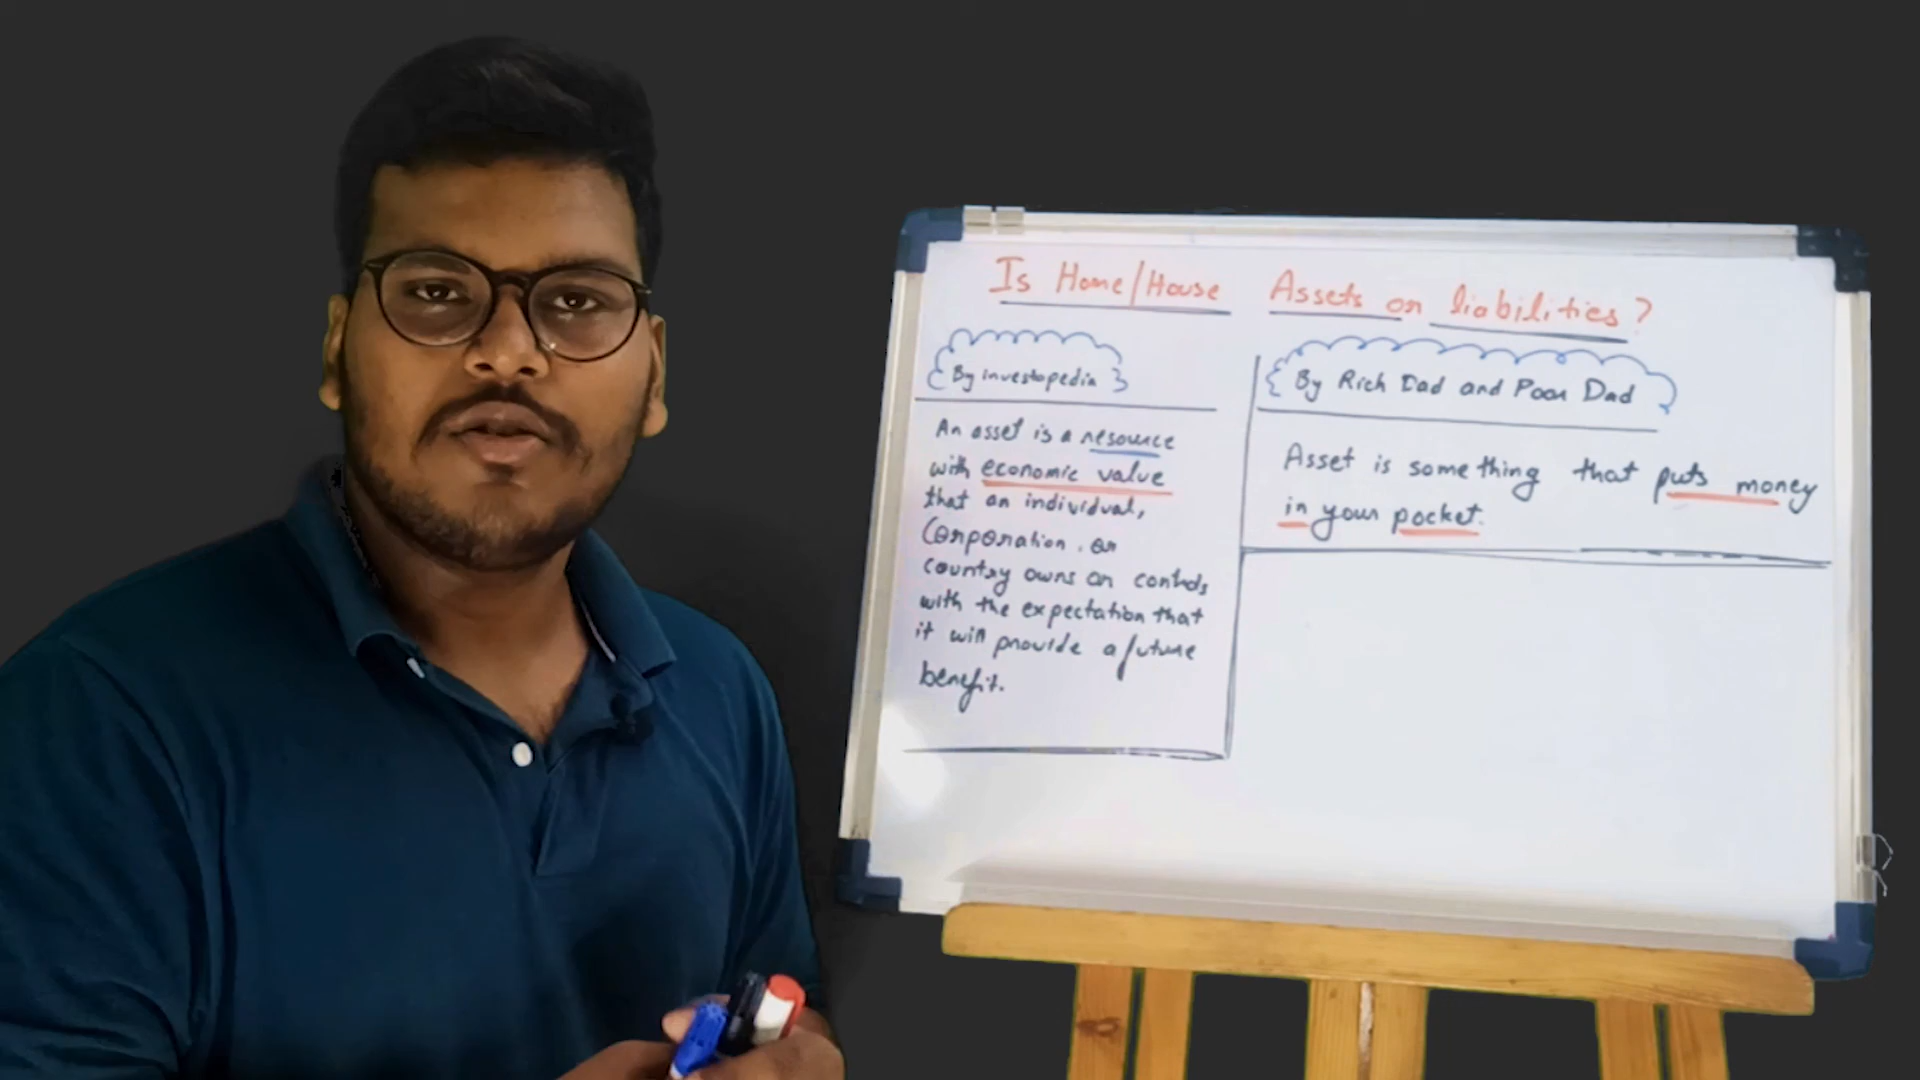 Is Home/House Assets or liabilities?
By Investopedia
An asset is a resource
with economic value
that an individual,
Corporation, or
country owns or controls
with the expectation that
it will provide a future
benefit.
By Rich Dad and Poor Dad
Asset is something that puts money
in your pocket.